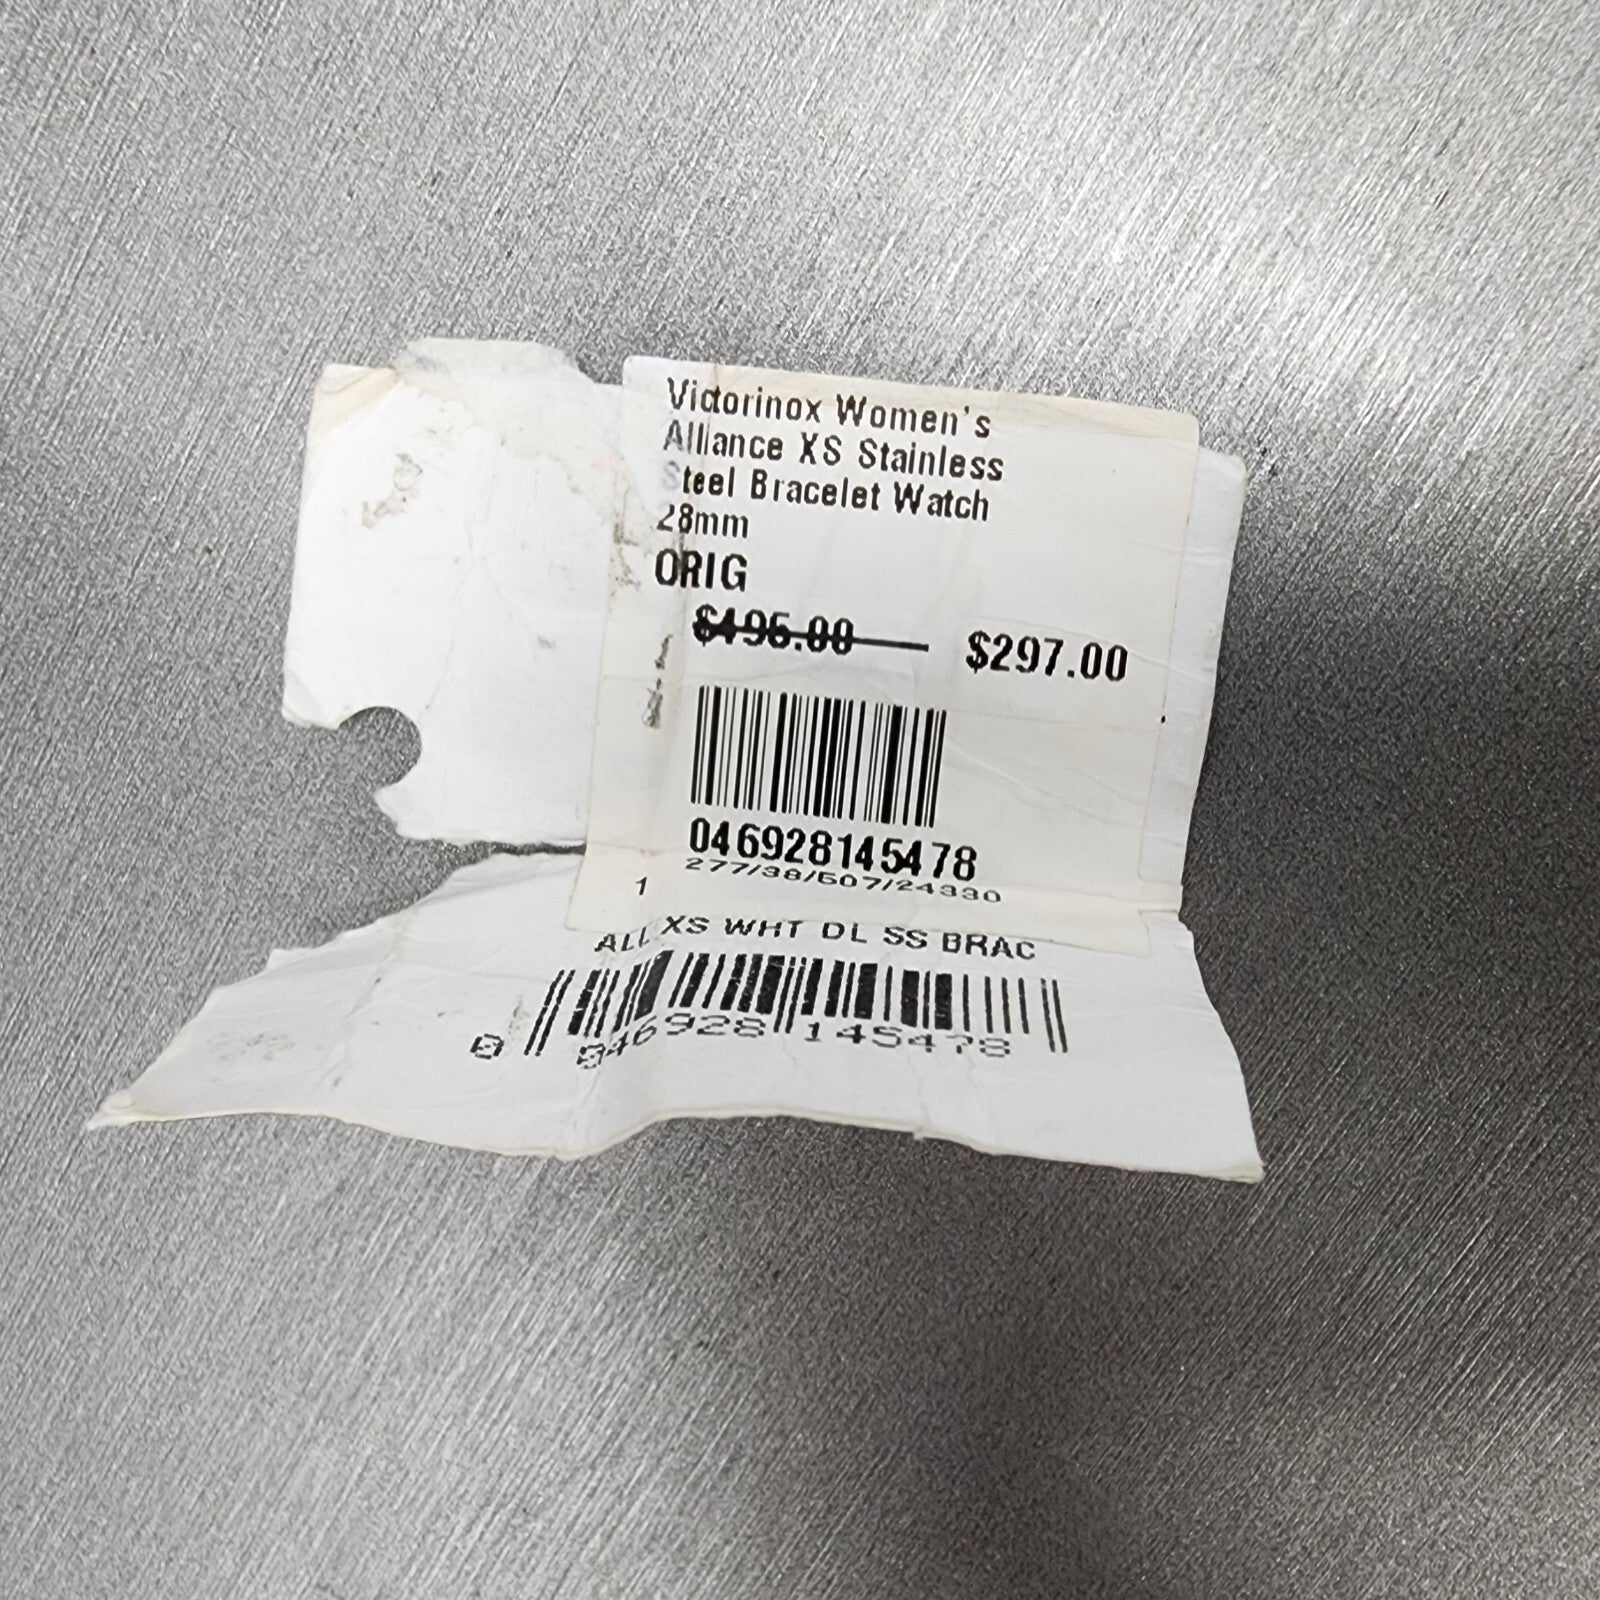 Victorinox Women's
Alliance XS Stainless
Steel Bracelet Watch
28mm
ORIG
$495.00 $297.00
046928145478
277/38/507/24330
1
ALL XS WHT DL SS BRAC
0 046928 145478